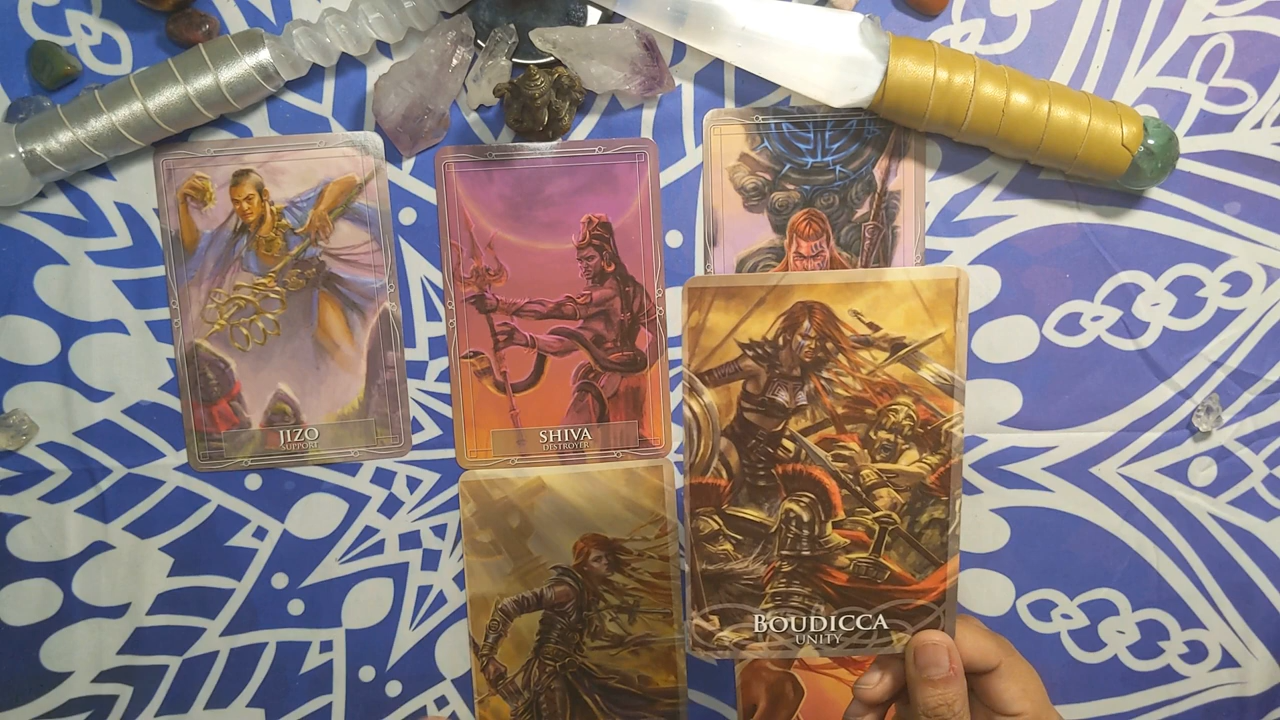 JIZO
SUPPORT
SHIVA
DESTROYER
BOUDICCA
UNITY